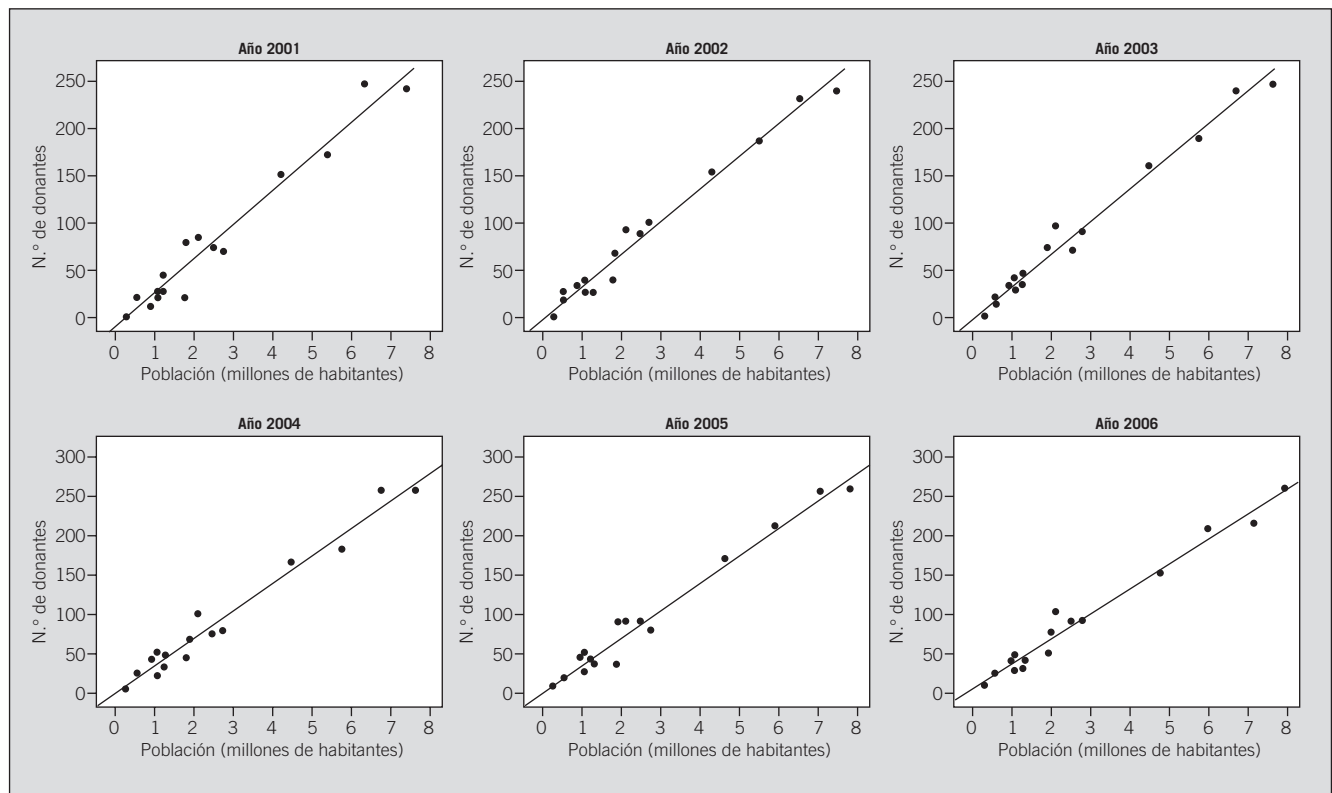 Año 2001
N.° de donantes
250
200
150
100
50
0
0 1 2 3 4 5 6 7 8
Población (millones de habitantes)
Año 2002
N.° de donantes
250
200
150
100
50
0
0 1 2 3 4 5 6 7 8
Población (millones de habitantes)
Año 2003
N.° de donantes
250
200
150
100
50
0
0 1 2 3 4 5 6 7 8
Población (millones de habitantes)
Año 2004
N.° de donantes
300
250
200
150
100
50
0
0 1 2 3 4 5 6 7 8
Población (millones de habitantes)
Año 2005
N.° de donantes
300
250
200
150
100
50
0
0 1 2 3 4 5 6 7 8
Población (millones de habitantes)
Año 2006
N.° de donantes
300
250
200
150
100
50
0
0 1 2 3 4 5 6 7 8
Población (millones de habitantes)